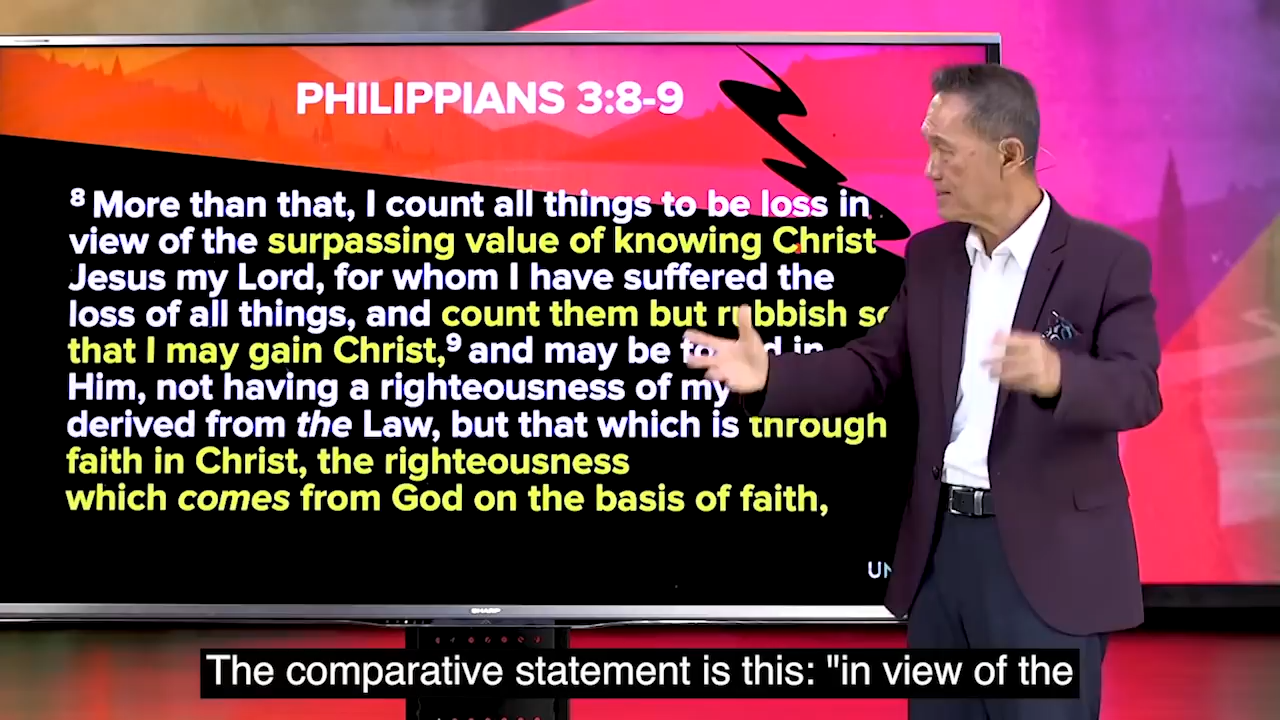 PHILIPPIANS 3:8-9
8 More than that, I count all things to be loss in
view of the surpassing value of knowing Christ
Jesus my Lord, for whom I have suffered the
loss of all things, and count them but rubbish so
that I may gain Christ,9 and may be found in
Him, not having a righteousness of my
derived from the Law, but that which is through
faith in Christ, the righteousness
which comes from God on the basis of faith,
UN
SHARP
The comparative statement is this: "in view of the